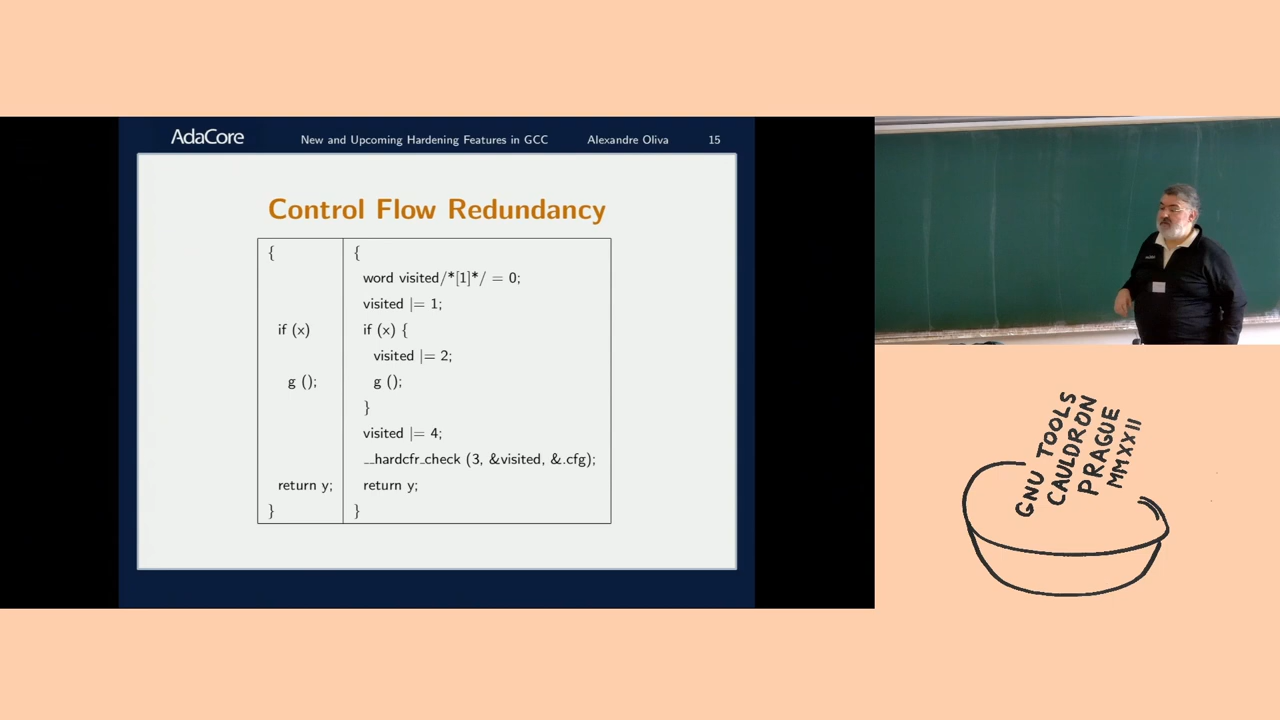 AdaCore New and Upcoming Hardening Features in GCC Alexandre Oliva 15
Control Flow Redundancy
{ {
word visited/*[1]*/ = 0;
visited |= 1;
if (x) if (x) {
visited |= 2;
g (); g ();
}
visited |= 4;
__hardcfr_check (3, &visited, &.cfg);
return y; return y;
} }
GNU TOOLS
CAULDRON
PRAGUE
MMXXII